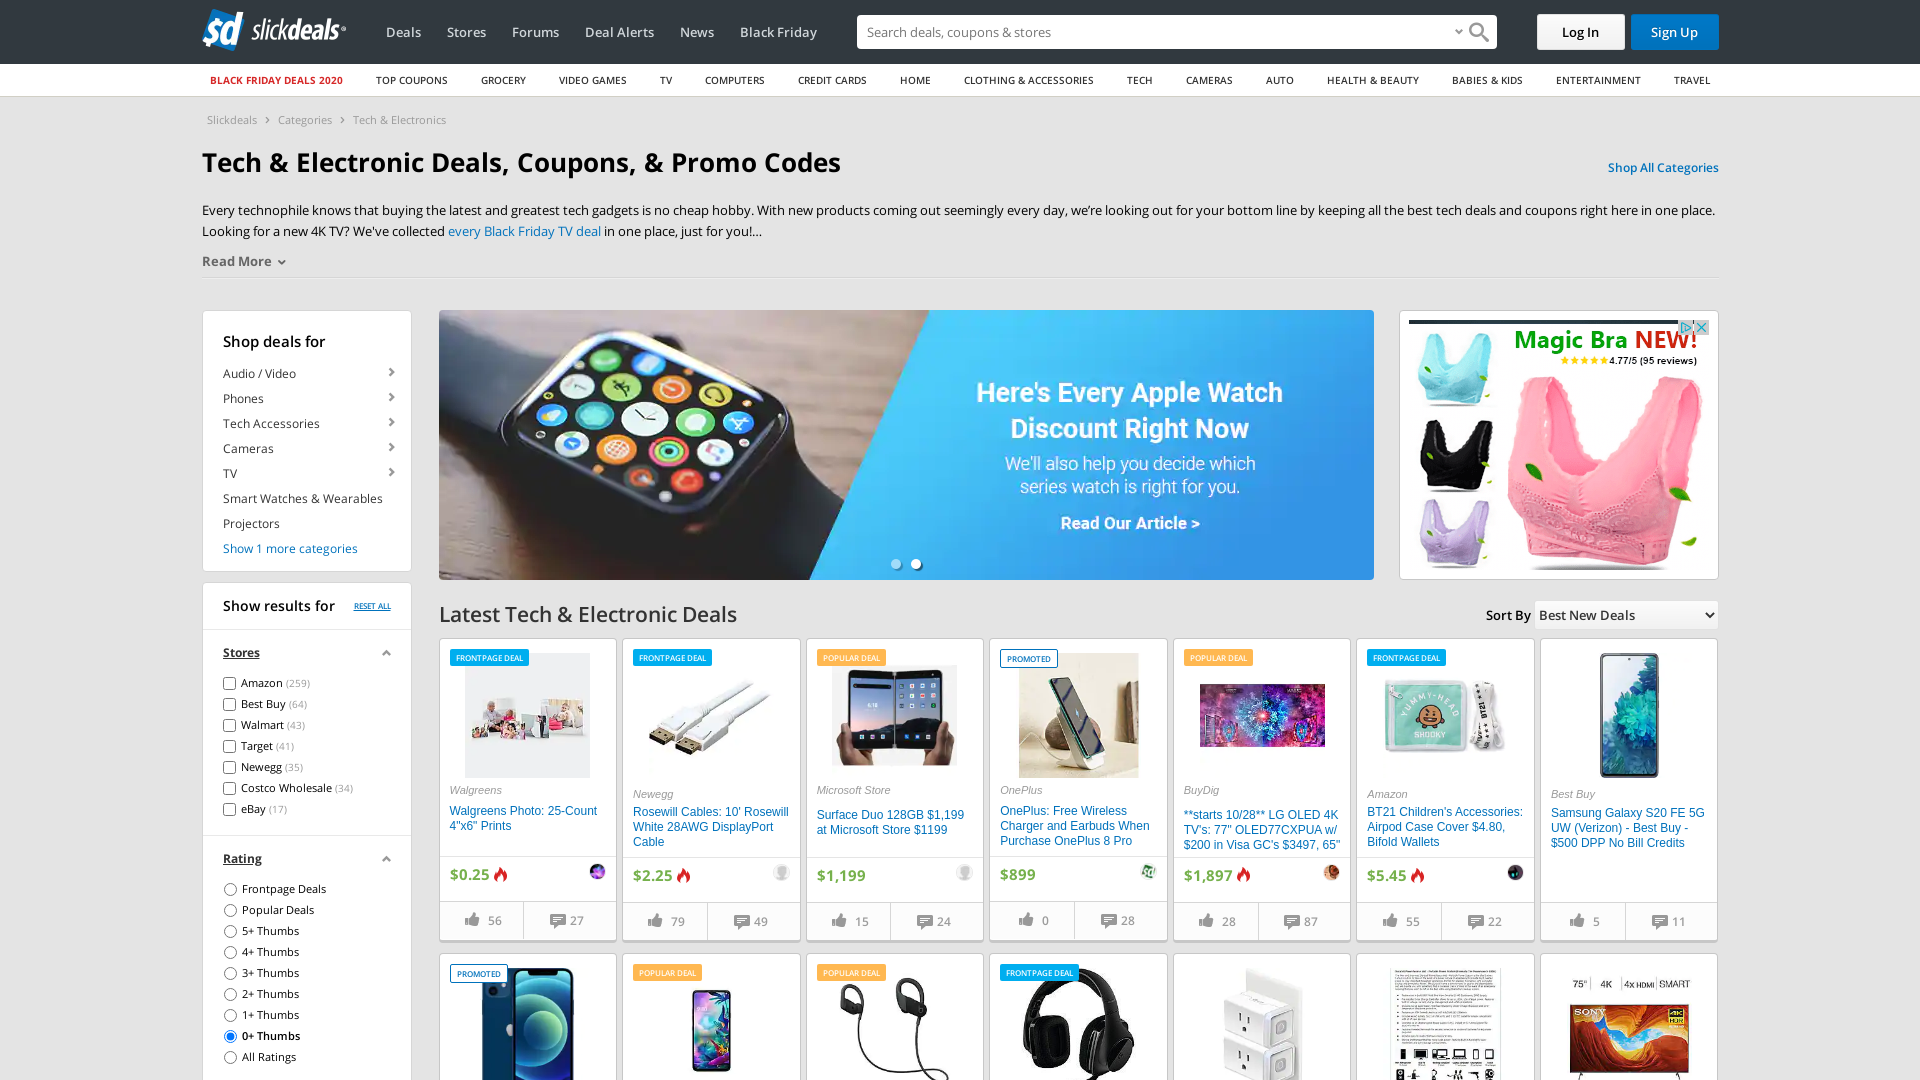 sd slickdeals
Deals
Stores
Forums
Deal Alerts
News
Black Friday
Search deals, coupons & stores
Log In
Sign Up
BLACK FRIDAY DEALS 2020
TOP COUPONS
GROCERY
VIDEO GAMES
TV
COMPUTERS
CREDIT CARDS
HOME
CLOTHING & ACCESSORIES
TECH
CAMERAS
AUTO
HEALTH & BEAUTY
BABIES & KIDS
ENTERTAINMENT
TRAVEL
Slickdeals › Categories › Tech & Electronics
Tech & Electronic Deals, Coupons, & Promo Codes
Shop All Categories
Every technophile knows that buying the latest and greatest tech gadgets is no cheap hobby. With new products coming out seemingly every day, we’re looking out for your bottom line by keeping all the best tech deals and coupons right here in one place.
Looking for a new 4K TV? We've collected every Black Friday TV deal in one place, just for you!...
Read More
Shop deals for
Audio / Video
Phones
Tech Accessories
Cameras
TV
Smart Watches & Wearables
Projectors
Show 1 more categories
Here's Every Apple Watch
Discount Right Now
We'll also help you decide which
series watch is right for you.
Read Our Article >
Magic Bra NEW!
4.77/5 (95 reviews)
Show results for
RESET ALL
Stores
Amazon (259)
Best Buy (64)
Walmart (43)
Target (41)
Newegg (35)
Costco Wholesale (34)
eBay (17)
Rating
Frontpage Deals
Popular Deals
5+ Thumbs
4+ Thumbs
3+ Thumbs
2+ Thumbs
1+ Thumbs
0+ Thumbs
All Ratings
Latest Tech & Electronic Deals
Sort By Best New Deals
FRONTPAGE DEAL
Walgreens
Walgreens Photo: 25-Count
4"x6" Prints
$0.25
56
27
FRONTPAGE DEAL
Newegg
Rosewill Cables: 10' Rosewill
White 28AWG DisplayPort
Cable
$2.25
79
49
POPULAR DEAL
Microsoft Store
Surface Duo 128GB $1,199
at Microsoft Store $1199
$1,199
15
24
PROMOTED
OnePlus
OnePlus: Free Wireless
Charger and Earbuds When
Purchase OnePlus 8 Pro
$899
0
28
POPULAR DEAL
BuyDig
**starts 10/28** LG OLED 4K
TV's: 77" OLED77CXPUA w/
$200 in Visa GC's $3497, 65"
$1,897
28
87
FRONTPAGE DEAL
YUMMY-HEAD
SHOOKY
BT21
Amazon
BT21 Children's Accessories:
Airpod Case Cover $4.80,
Bifold Wallets
$5.45
55
22
Best Buy
Samsung Galaxy S20 FE 5G
UW (Verizon) - Best Buy -
$500 DPP No Bill Credits
5
11
PROMOTED
POPULAR DEAL
POPULAR DEAL
FRONTPAGE DEAL
75" 4K 4x HDMI SMART
SONY
4K
HDR